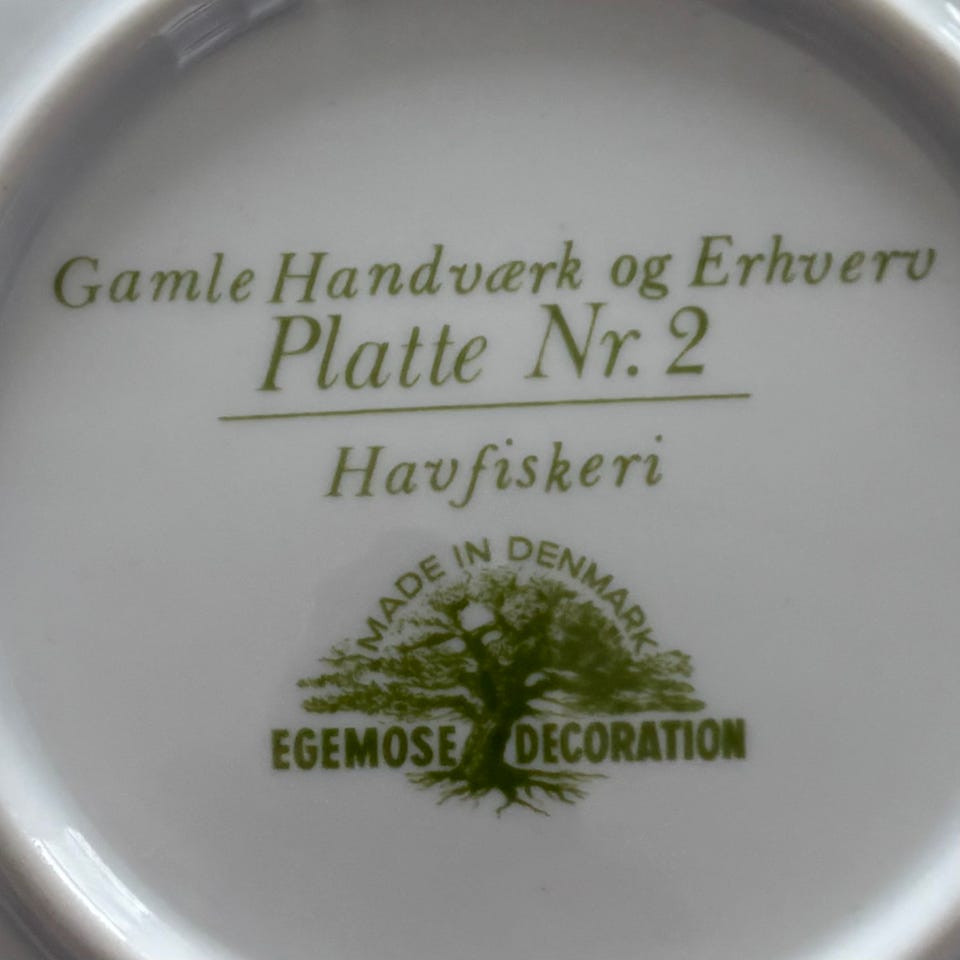 Gamle Handværk og Erhverv
Platte Nr. 2
Havfiskeri
MADE IN DENMARK
EGEMOSE DECORATION